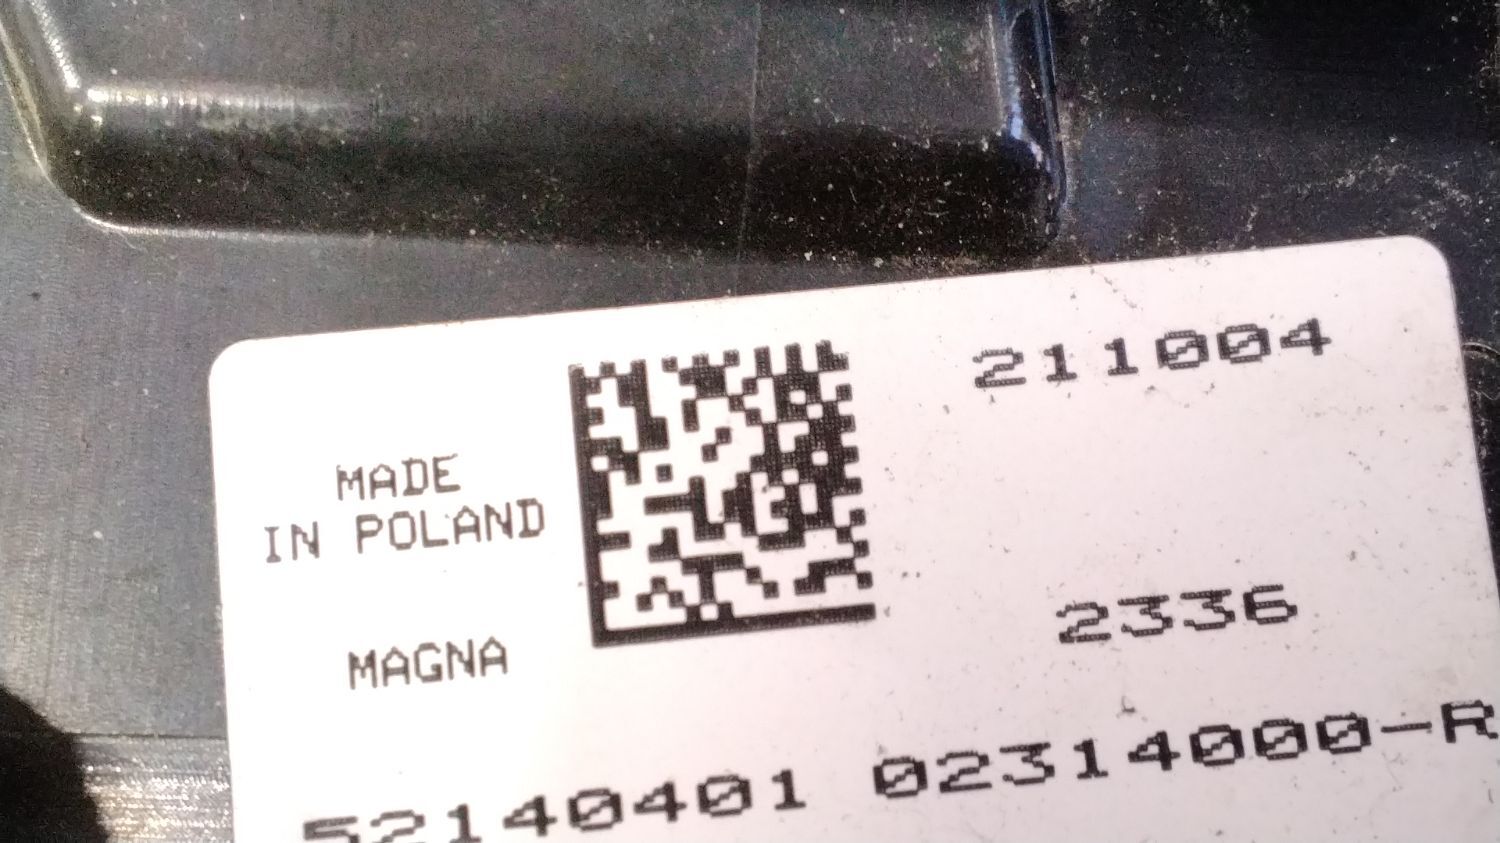 211004
MADE
IN POLAND
2336
MAGNA
52140401 02314000-R